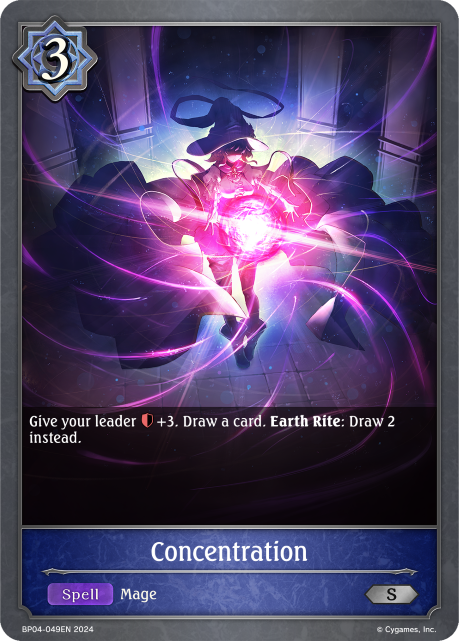 3
Give your leader +3. Draw a card. Earth Rite: Draw 2
instead.
Concentration
Spell Mage
S
BP04-049EN 2024
© Cygames, Inc.